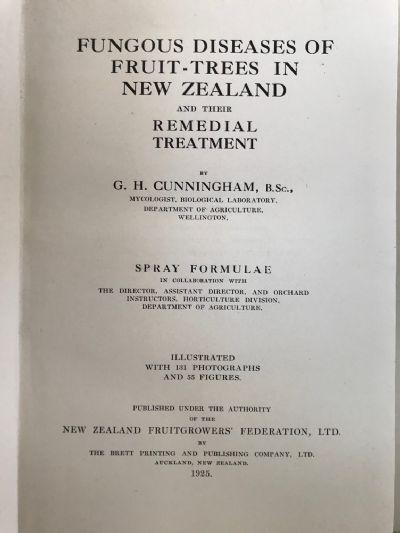 FUNGOUS DISEASES OF
FRUIT-TREES IN
NEW ZEALAND
AND THEIR
REMEDIAL
TREATMENT
BY
G. H. CUNNINGHAM, B.Sc.,
MYCOLOGIST, BIOLOGICAL LABORATORY,
DEPARTMENT OF AGRICULTURE,
WELLINGTON.
SPRAY FORMULAE
IN COLLABORATION WITH
THE DIRECTOR, ASSISTANT DIRECTOR, AND ORCHARD
INSTRUCTORS, HORTICULTURE DIVISION,
DEPARTMENT OF AGRICULTURE.
ILLUSTRATED
WITH 131 PHOTOGRAPHS
AND 55 FIGURES.
PUBLISHED UNDER THE AUTHORITY
OF THE
NEW ZEALAND FRUITGROWERS' FEDERATION, LTD.
BY
THE BRETT PRINTING AND PUBLISHING COMPANY, LTD.
AUCKLAND, NEW ZEALAND.
1925.